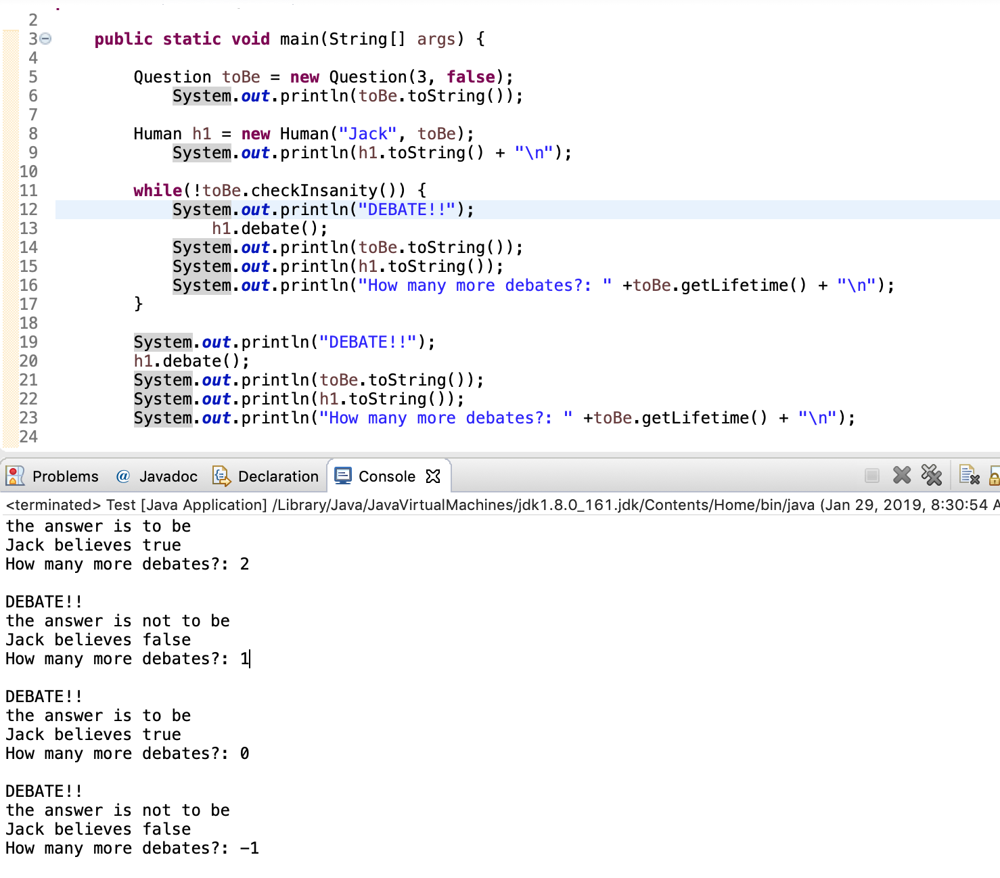 2
3 public static void main(String[] args) {
4
5 Question toBe = new Question(3, false);
6 System.out.println(toBe.toString());
7
8 Human h1 = new Human("Jack", toBe);
9 System.out.println(h1.toString() + "\n");
10
11 while(!toBe.checkInsanity()) {
12 System.out.println("DEBATE!!");
13 h1.debate();
14 System.out.println(toBe.toString());
15 System.out.println(h1.toString());
16 System.out.println("How many more debates?: " +toBe.getLifetime() + "\n");
17 }
18
19 System.out.println("DEBATE!!");
20 h1.debate();
21 System.out.println(toBe.toString());
22 System.out.println(h1.toString());
23 System.out.println("How many more debates?: " +toBe.getLifetime() + "\n");
24
Problems @ Javadoc Declaration Console
<terminated> Test [Java Application] /Library/Java/JavaVirtualMachines/jdk1.8.0_161.jdk/Contents/Home/bin/java (Jan 29, 2019, 8:30:54 A
the answer is to be
Jack believes true
How many more debates?: 2
DEBATE!!
the answer is not to be
Jack believes false
How many more debates?: 1
DEBATE!!
the answer is to be
Jack believes true
How many more debates?: 0
DEBATE!!
the answer is not to be
Jack believes false
How many more debates?: -1